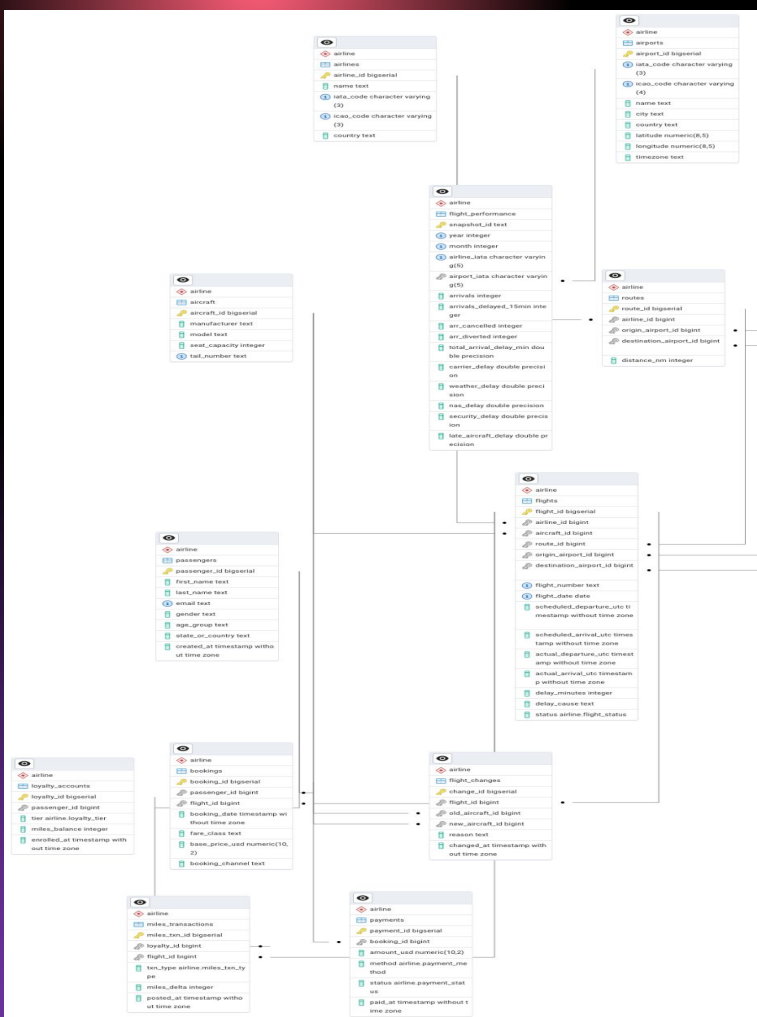 airline
airlines
airline_id bigserial
name text
iata_code character varying
(3)
icao_code character varying
(3)
country text
airline
airports
airport_id bigserial
iata_code character varying
(3)
icao_code character varying
(4)
name text
city text
country text
latitude numeric(8,5)
longitude numeric(8,5)
timezone text
airline
flight_performance
snapshot_id text
year integer
month integer
airline_iata character varyin
g(5)
airport_iata character varyin
g(5)
arrivals integer
arrivals_delayed_15min inte
ger
arr_cancelled integer
arr_diverted integer
total_arrival_delay_min dou
ble precision
carrier_delay double precisi
on
weather_delay double preci
sion
nas_delay double precision
security_delay double precis
ion
late_aircraft_delay double pr
ecision
airline
aircraft
aircraft_id bigserial
manufacturer text
model text
seat_capacity integer
tail_number text
airline
routes
route_id bigserial
airline_id bigint
origin_airport_id bigint
destination_airport_id bigint
distance_nm integer
airline
flights
flight_id bigserial
airline_id bigint
aircraft_id bigint
route_id bigint
origin_airport_id bigint
destination_airport_id bigint
flight_number text
flight_date date
scheduled_departure_utc ti
mestamp without time zone
scheduled_arrival_utc times
tamp without time zone
actual_departure_utc timest
amp without time zone
actual_arrival_utc timestam
p without time zone
delay_minutes integer
delay_cause text
status airline.flight_status
airline
passengers
passenger_id bigserial
first_name text
last_name text
email text
gender text
age_group text
state_or_country text
created_at timestamp witho
ut time zone
airline
loyalty_accounts
loyalty_id bigserial
passenger_id bigint
tier airline.loyalty_tier
miles_balance integer
enrolled_at timestamp with
out time zone
airline
bookings
booking_id bigserial
passenger_id bigint
flight_id bigint
booking_date timestamp wi
thout time zone
fare_class text
base_price_usd numeric(10,
2)
booking_channel text
airline
flight_changes
change_id bigserial
flight_id bigint
old_aircraft_id bigint
new_aircraft_id bigint
reason text
changed_at timestamp with
out time zone
airline
miles_transactions
miles_txn_id bigserial
loyalty_id bigint
flight_id bigint
txn_type airline.miles_txn_ty
pe
miles_delta integer
posted_at timestamp witho
ut time zone
airline
payments
payment_id bigserial
booking_id bigint
amount_usd numeric(10,2)
method airline.payment_me
thod
status airline.payment_stat
us
paid_at timestamp without t
ime zone